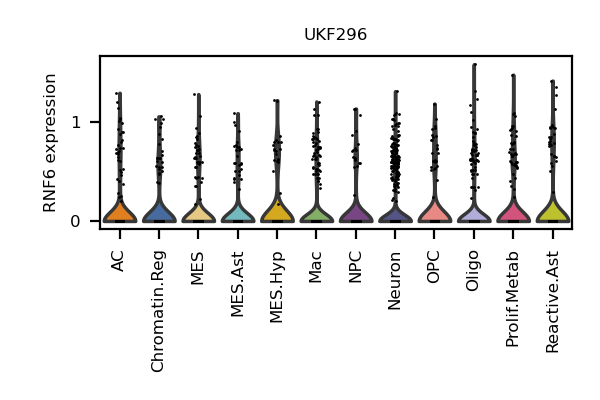 UKF296
RNF6 expression
1
0
AC
Chromatin.Reg
MES
MES.Ast
MES.Hyp
Mac
NPC
Neuron
OPC
Oligo
Prolif.Metab
Reactive.Ast